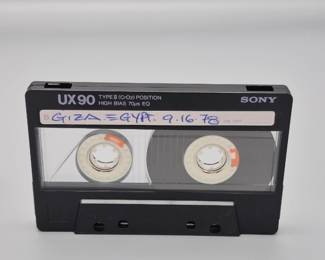 UX90 TYPE II (CrO2) POSITION
HIGH BIAS 70μs EQ
SONY
GIZA EGYPT. 9.16.78